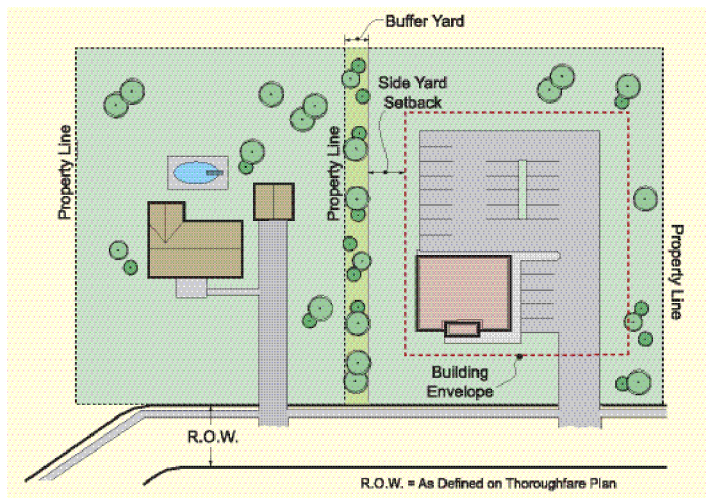 Buffer Yard
Side Yard
Setback
Property Line
Property Line
Property Line
Building
Envelope
R.O.W.
R.O.W. = As Defined on Thoroughfare Plan